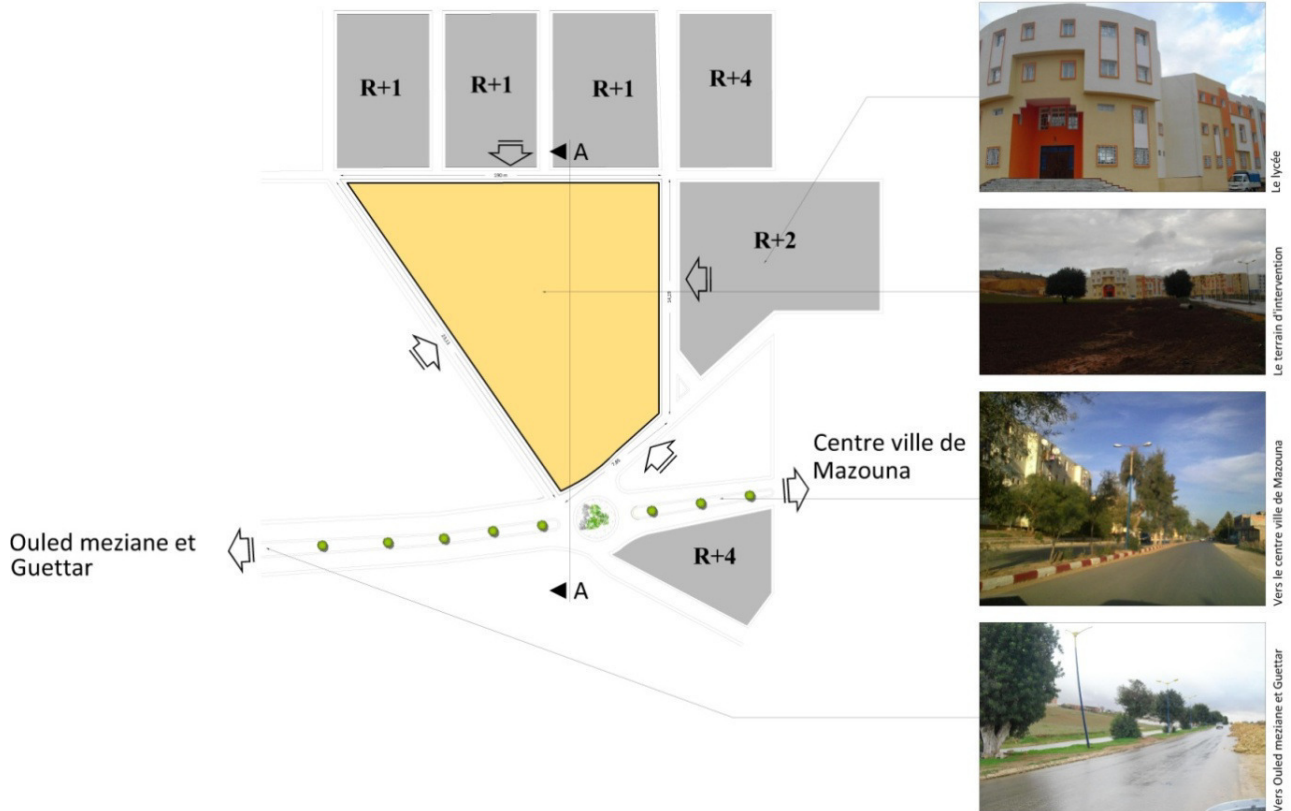 R+1
R+1
R+1
R+4
A
190 m
R+2
Centre ville de
Mazouna
Ouled meziane et
Guettar
R+4
A
Le lycée
Le terrain d'intervention
Vers le centre ville de Mazouna
Vers Ouled meziane et Guettar